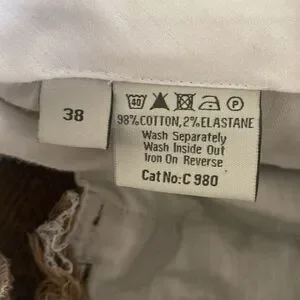 38
40 P
98%COTTON, 2% ELASTANE
Wash Separately
Wash Inside Out
Iron On Reverse
Cat No: C 980